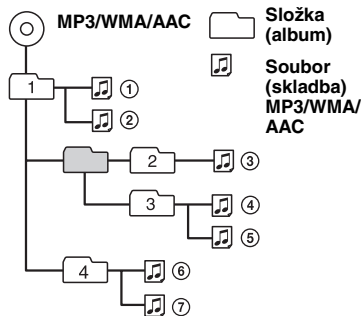 MP3/WMA/AAC
Složka
(album)
Soubor
(skladba)
MP3/WMA/
AAC
1
①
②
2
③
3
④
⑤
4
⑥
⑦